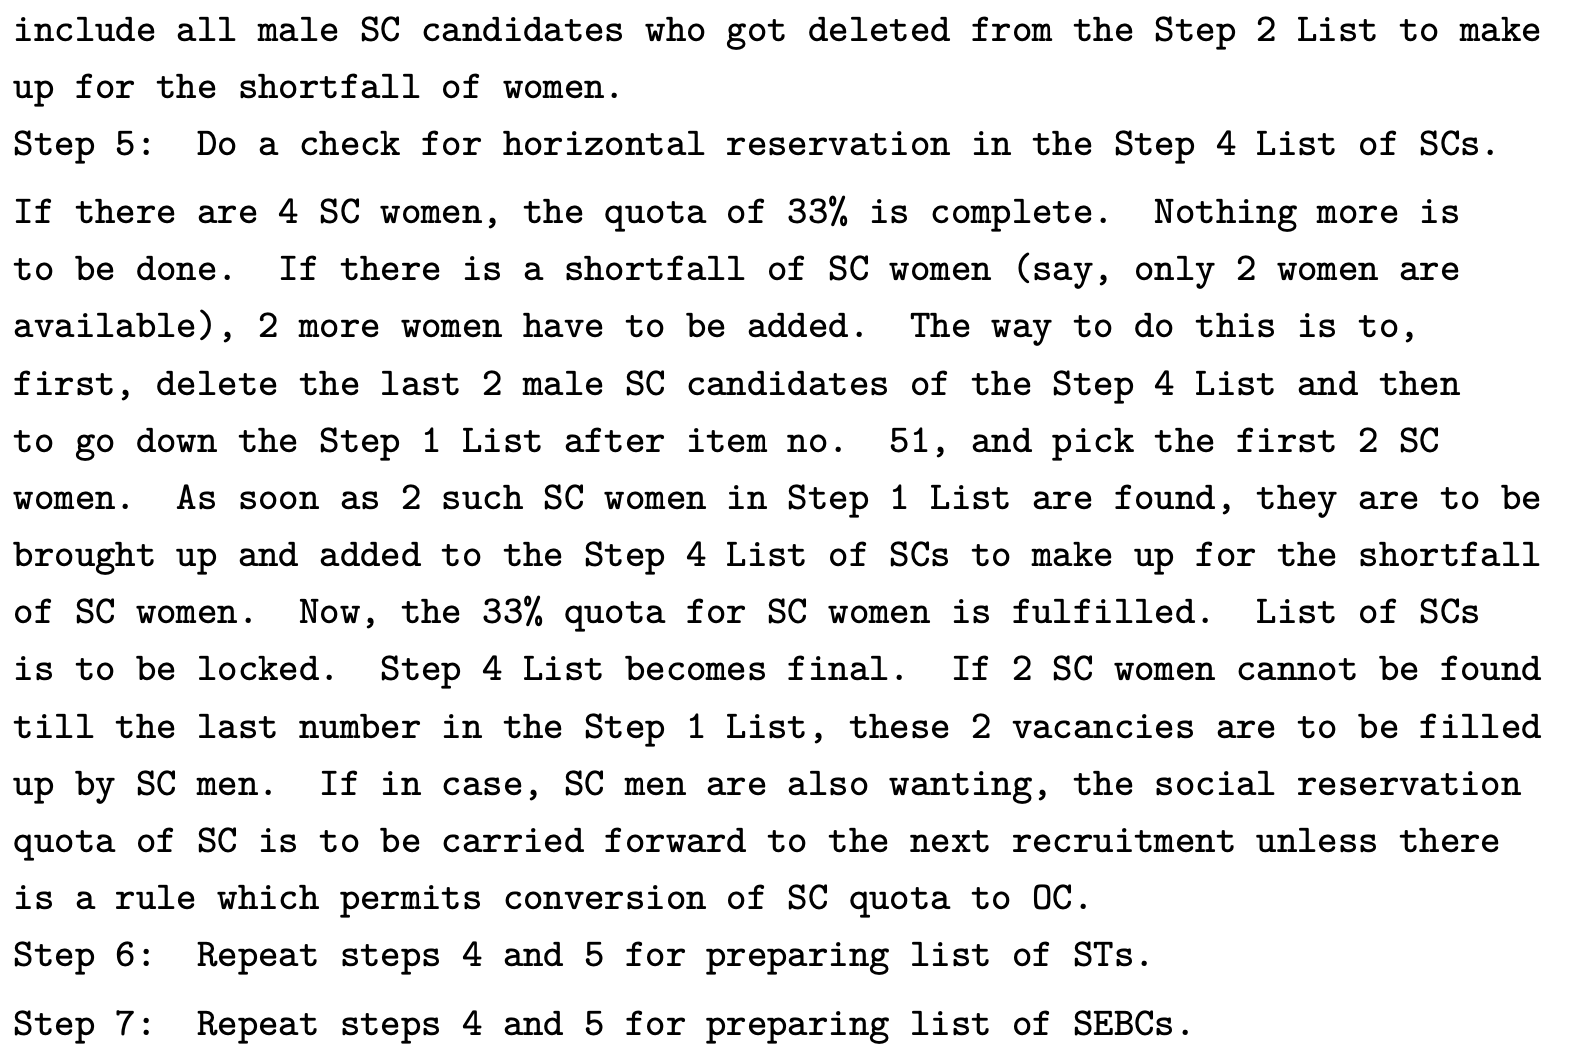 include all male SC candidates who got deleted from the Step 2 List to make
up for the shortfall of women.
Step 5: Do a check for horizontal reservation in the Step 4 List of SCs.
If there are 4 SC women, the quota of 33% is complete. Nothing more is
to be done. If there is a shortfall of SC women (say, only 2 women are
available), 2 more women have to be added. The way to do this is to,
first, delete the last 2 male SC candidates of the Step 4 List and then
to go down the Step 1 List after item no. 51, and pick the first 2 SC
women. As soon as 2 such SC women in Step 1 List are found, they are to be
brought up and added to the Step 4 List of SCs to make up for the shortfall
of SC women. Now, the 33% quota for SC women is fulfilled. List of SCs
is to be locked. Step 4 List becomes final. If 2 SC women cannot be found
till the last number in the Step 1 List, these 2 vacancies are to be filled
up by SC men. If in case, SC men are also wanting, the social reservation
quota of SC is to be carried forward to the next recruitment unless there
is a rule which permits conversion of SC quota to OC.
Step 6: Repeat steps 4 and 5 for preparing list of STs.
Step 7: Repeat steps 4 and 5 for preparing list of SEBCs.